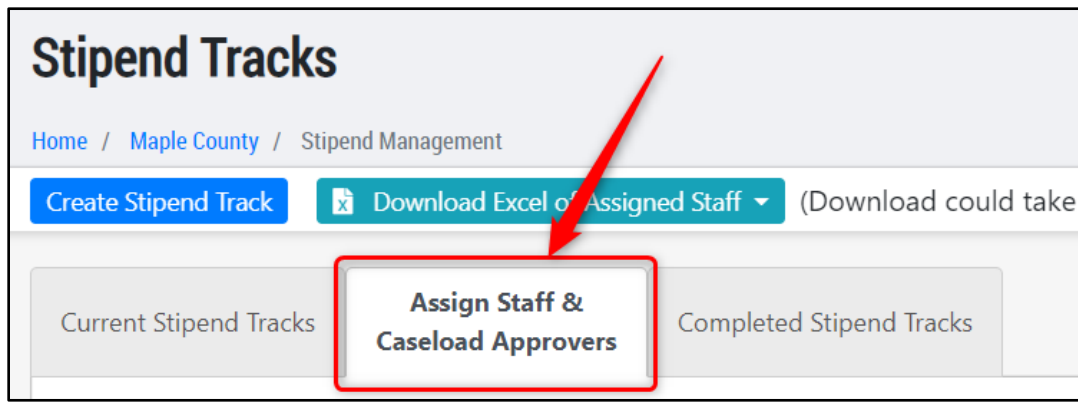 Stipend Tracks
Home / Maple County / Stipend Management
Create Stipend Track Download Excel of Assigned Staff (Download could take
Current Stipend Tracks
Assign Staff &
Caseload Approvers
Completed Stipend Tracks